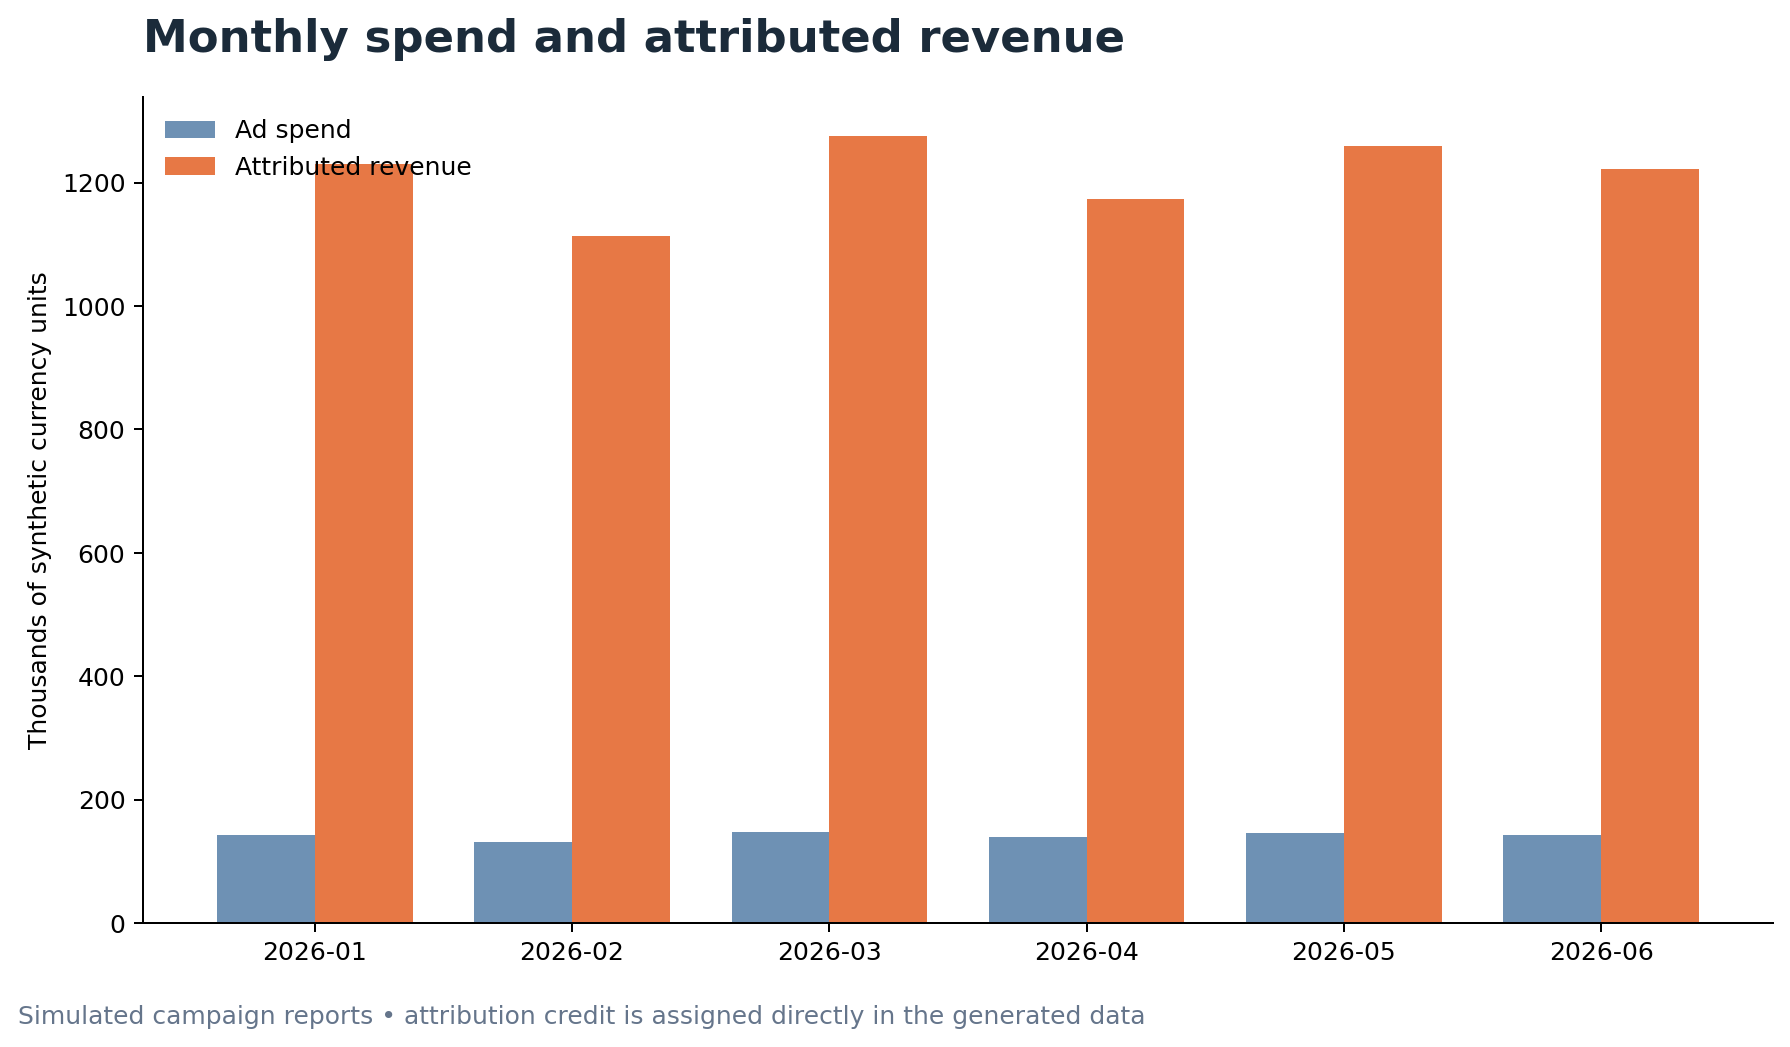 Monthly spend and attributed revenue
Ad spend
Attributed revenue
Thousands of synthetic currency units
1200
1000
800
600
400
200
0
2026-01 2026-02 2026-03 2026-04 2026-05 2026-06
Simulated campaign reports • attribution credit is assigned directly in the generated data